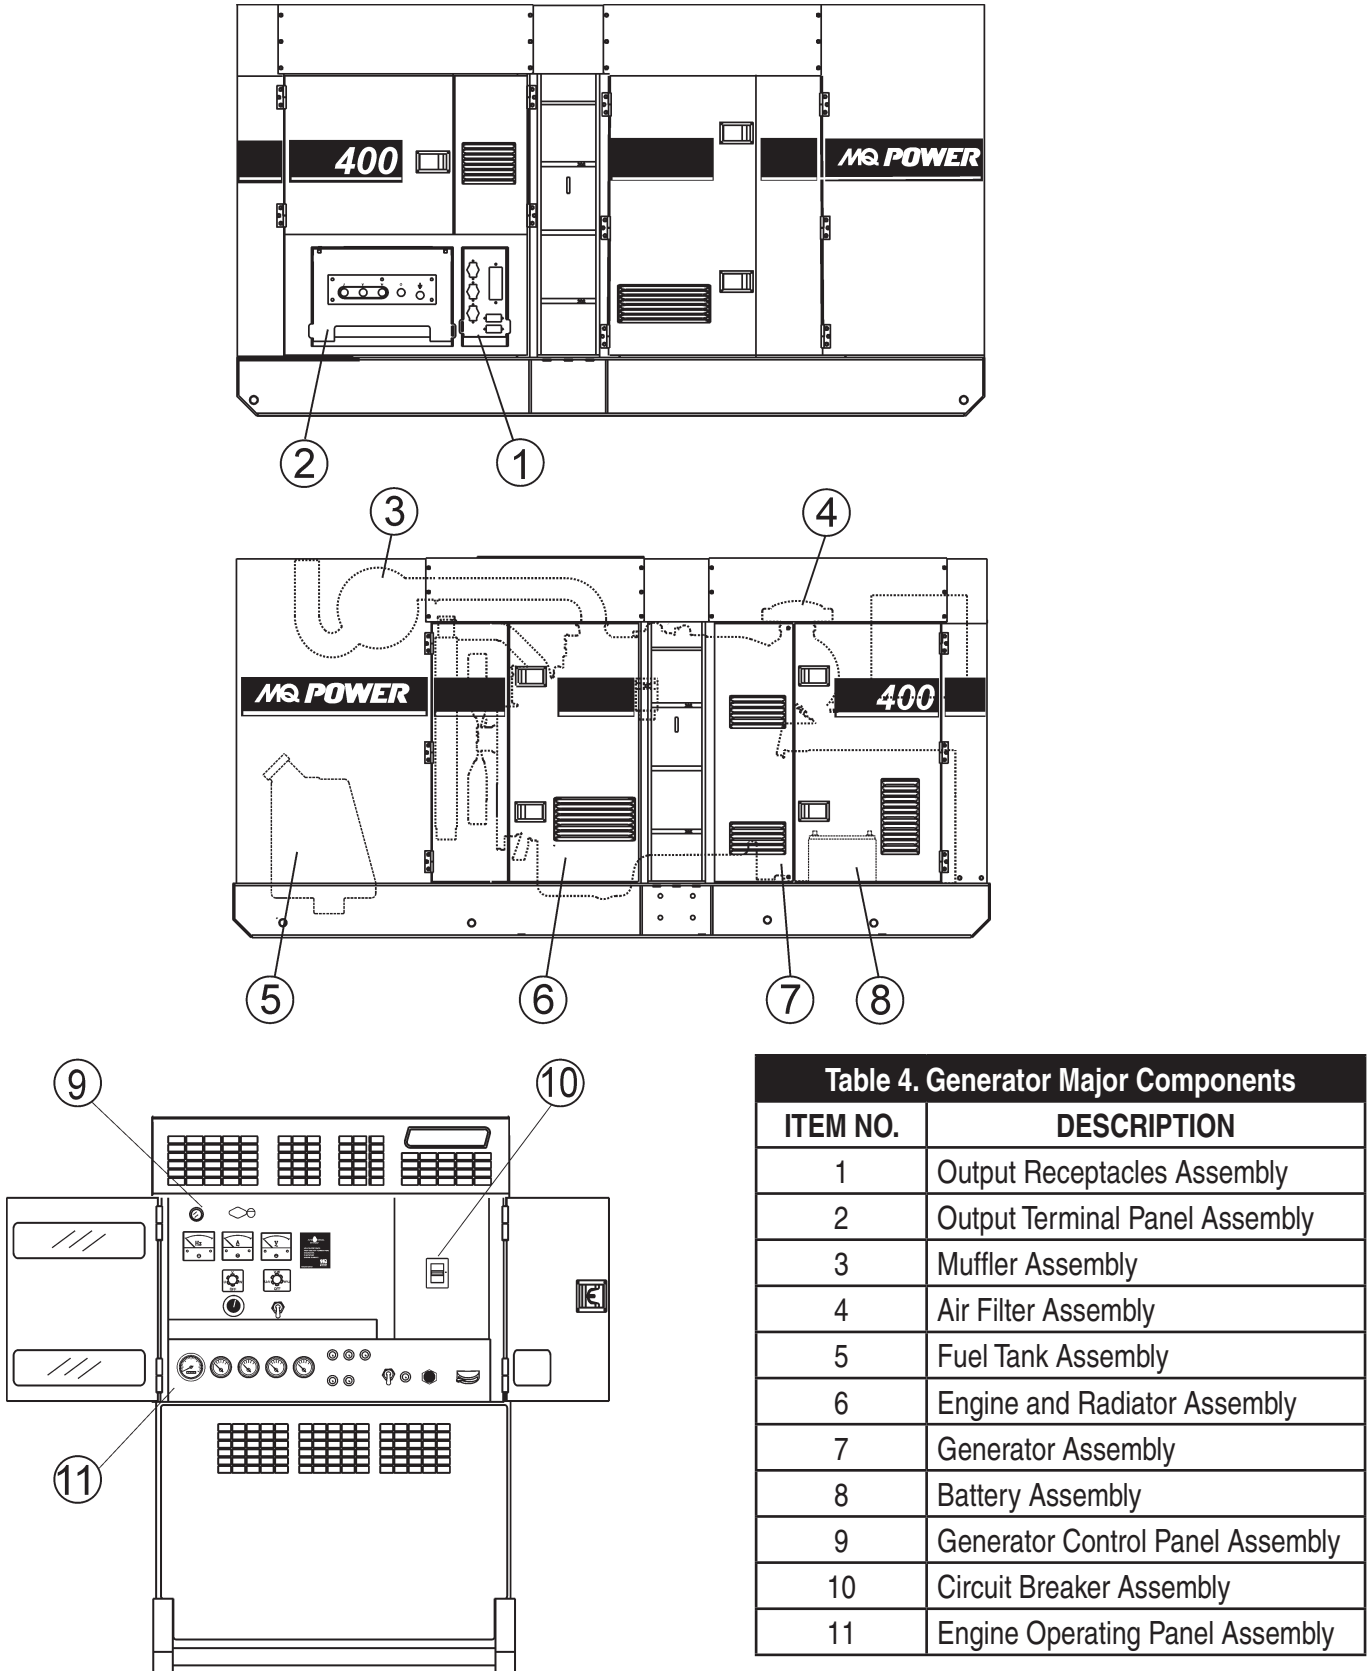 400
MQ POWER
2
1
3
4
MQ POWER
400
5
6
7
8
9
10
Hz
A
V
OFF
OFF
11
Table 4. Generator Major Components
ITEM NO. DESCRIPTION
1 Output Receptacles Assembly
2 Output Terminal Panel Assembly
3 Muffler Assembly
4 Air Filter Assembly
5 Fuel Tank Assembly
6 Engine and Radiator Assembly
7 Generator Assembly
8 Battery Assembly
9 Generator Control Panel Assembly
10 Circuit Breaker Assembly
11 Engine Operating Panel Assembly